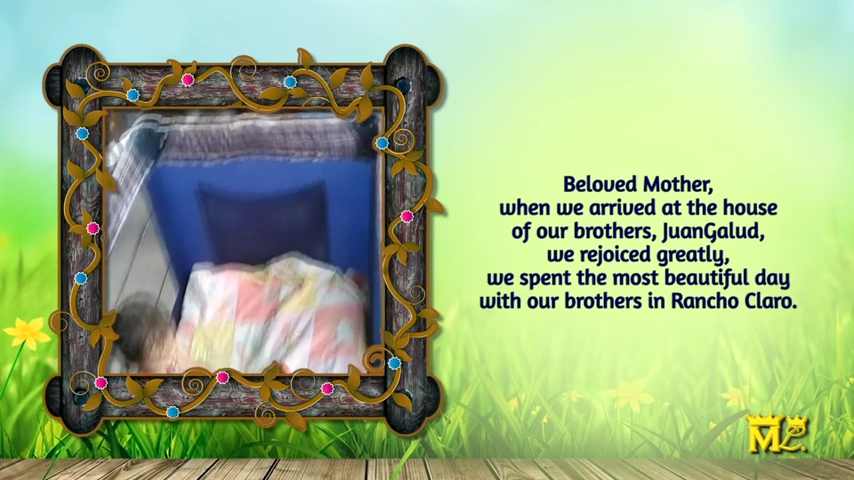 Beloved Mother,
when we arrived at the house
of our brothers, JuanGalud,
we rejoiced greatly,
we spent the most beautiful day
with our brothers in Rancho Claro.
ML.